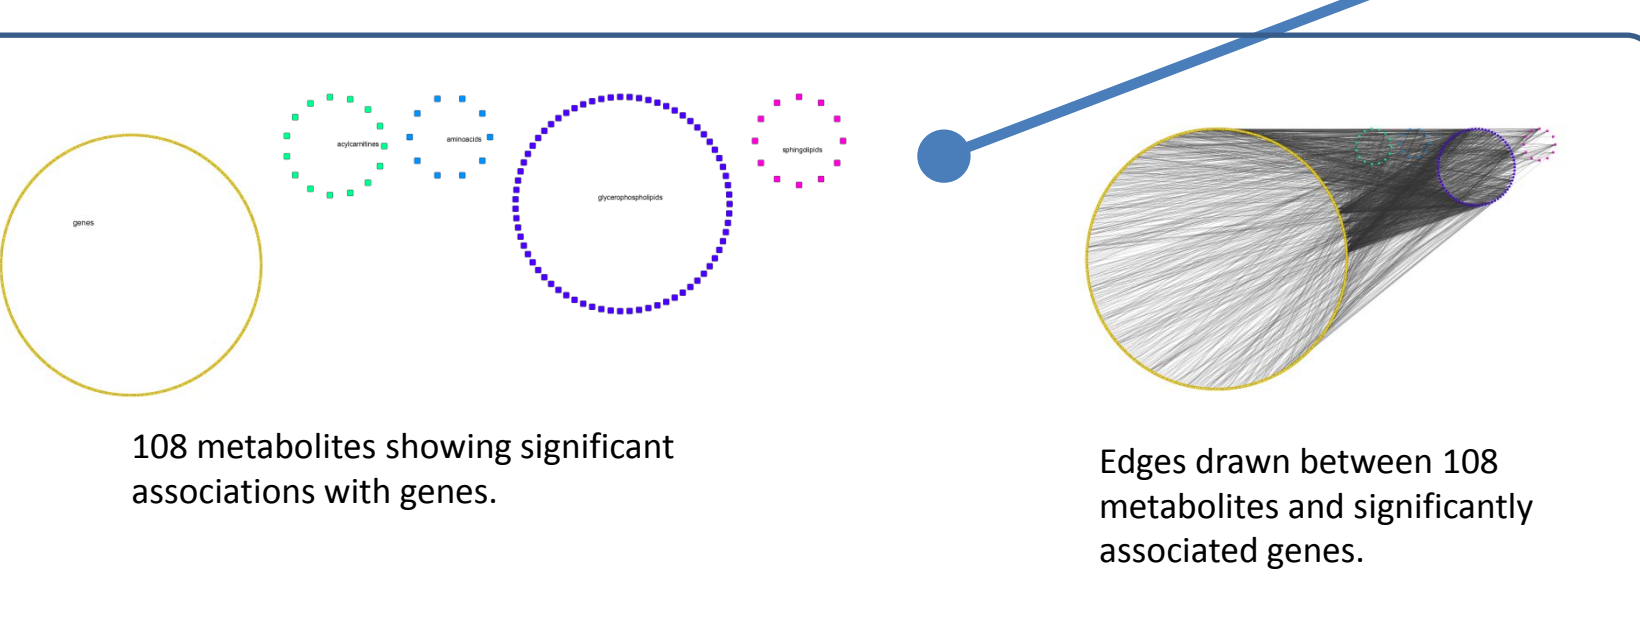 acylcarnitines
aminoacids
sphingolipids
glycerophospholipids
genes
108 metabolites showing significant
associations with genes.
Edges drawn between 108
metabolites and significantly
associated genes.